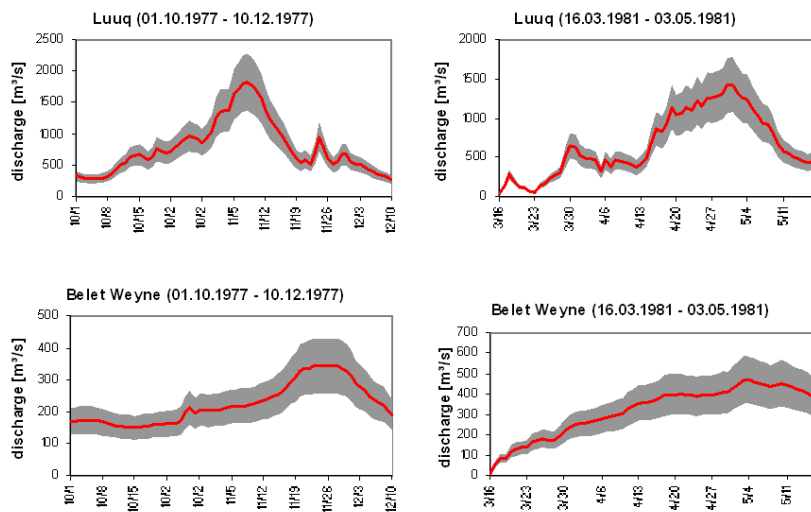 Luuq (01.10.1977 - 10.12.1977)
discharge [m³/s]
2500
2000
1500
1000
500
0
10/1 10/8 10/15 10/2 10/2 11/5 11/12 11/19 11/26 12/3 12/10
Luuq (16.03.1981 - 03.05.1981)
discharge [m³/s]
2000
1500
1000
500
0
3/16 3/23 3/30 4/6 4/13 4/20 4/27 5/4 5/11
Belet Weyne (01.10.1977 - 10.12.1977)
discharge [m³/s]
500
400
300
200
100
0
10/1 10/8 10/15 10/2 10/2 11/5 11/12 11/19 11/26 12/3 12/10
Belet Weyne (16.03.1981 - 03.05.1981)
discharge [m³/s]
700
600
500
400
300
200
100
0
3/16 3/23 3/30 4/6 4/13 4/20 4/27 5/4 5/11